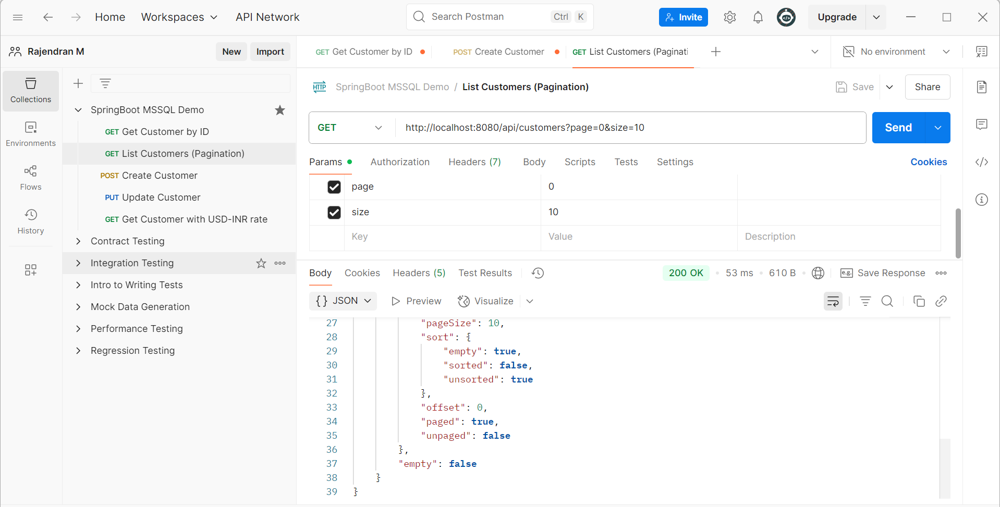 Home Workspaces API Network Search Postman Ctrl K Invite Upgrade
Rajendran M New Import
GET Get Customer by ID POST Create Customer GET List Customers (Paginati No environment
Collections
Environments
Flows
History
SpringBoot MSSQL Demo
GET Get Customer by ID
GET List Customers (Pagination)
POST Create Customer
PUT Update Customer
GET Get Customer with USD-INR rate
Contract Testing
Integration Testing
Intro to Writing Tests
Mock Data Generation
Performance Testing
Regression Testing
HTTP SpringBoot MSSQL Demo / List Customers (Pagination) Save Share
GET http://localhost:8080/api/customers?page=0&size=10 Send
Params Authorization Headers (7) Body Scripts Tests Settings Cookies
page 0
size 10
Key Value Description
Body Cookies Headers (5) Test Results 200 OK 53 ms 610 B e.g. Save Response
{} JSON Preview Visualize
27 "pageSize": 10,
28 "sort": {
29 "empty": true,
30 "sorted": false,
31 "unsorted": true
32 },
33 "offset": 0,
34 "paged": true,
35 "unpaged": false
36 },
37 "empty": false
38 }
39 }